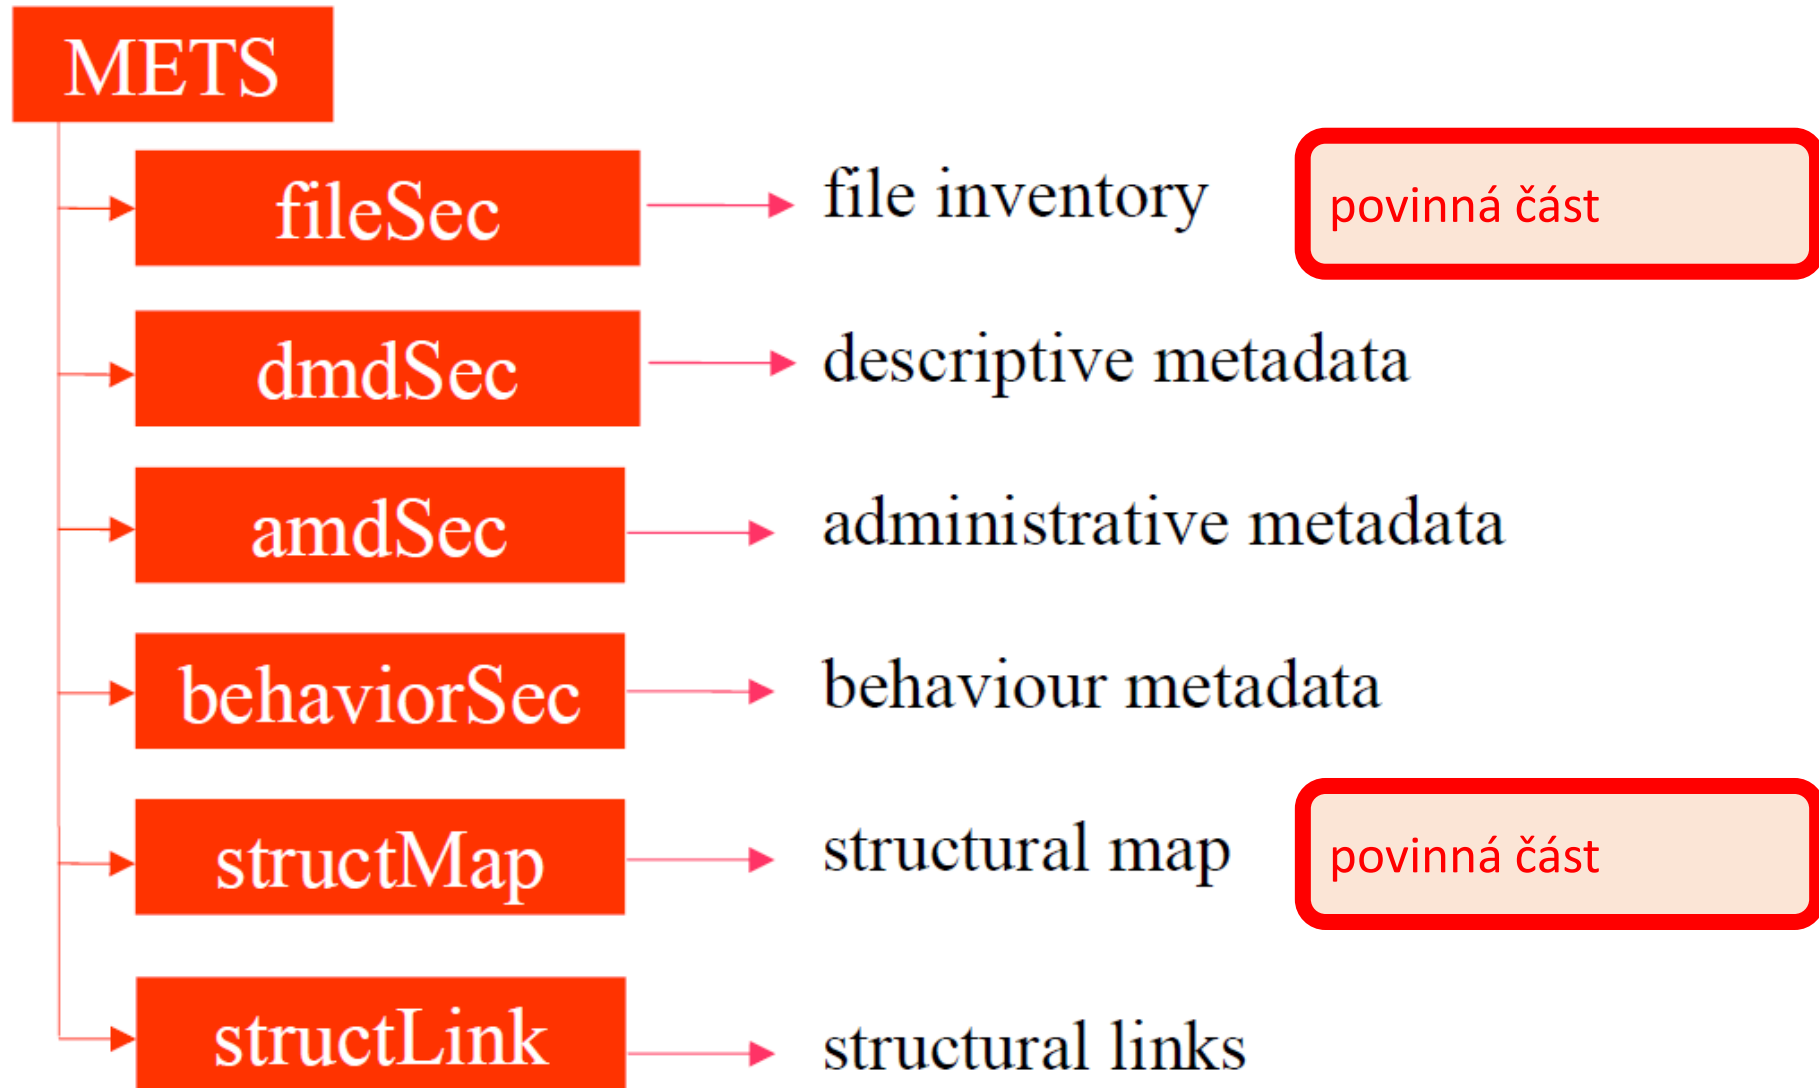 METS
fileSec file inventory povinná část
dmdSec descriptive metadata
amdSec administrative metadata
behaviorSec behaviour metadata
structMap structural map povinná část
structLink structural links